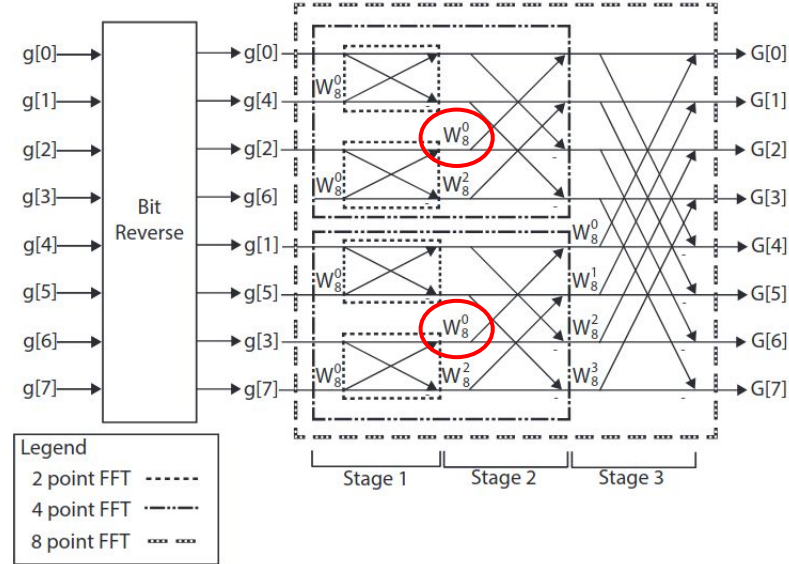 g[0] g[0] G[0]
W₈⁰
g[1] g[4] G[1]
W₈⁰
g[2] g[2] G[2]
-
W₈⁰ W₈²
g[3] g[6] G[3]
- -
Bit
Reverse
W₈⁰
g[4] g[1] G[4]
-
W₈⁰ W₈¹
g[5] g[5] G[5]
- -
W₈⁰ W₈²
g[6] g[3] G[6]
- -
W₈⁰ W₈² W₈³
g[7] g[7] G[7]
- - -
Legend
2 point FFT
4 point FFT
8 point FFT
Stage 1 Stage 2 Stage 3